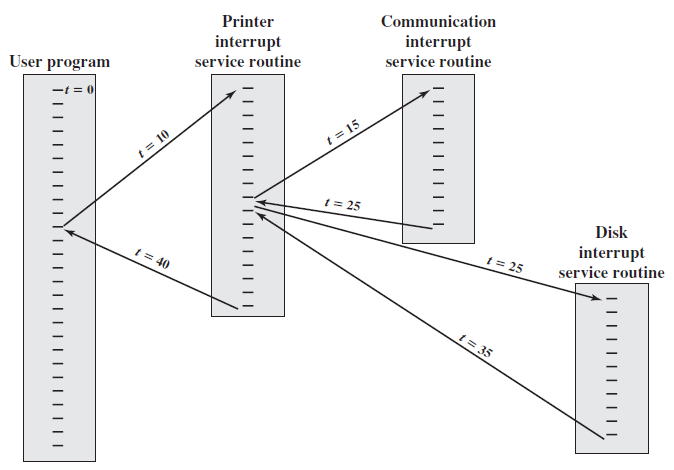 Printer
interrupt
service routine
Communication
interrupt
service routine
User program
t = 0
t = 10
t = 15
t = 25
t = 40
t = 25
t = 35
Disk
interrupt
service routine